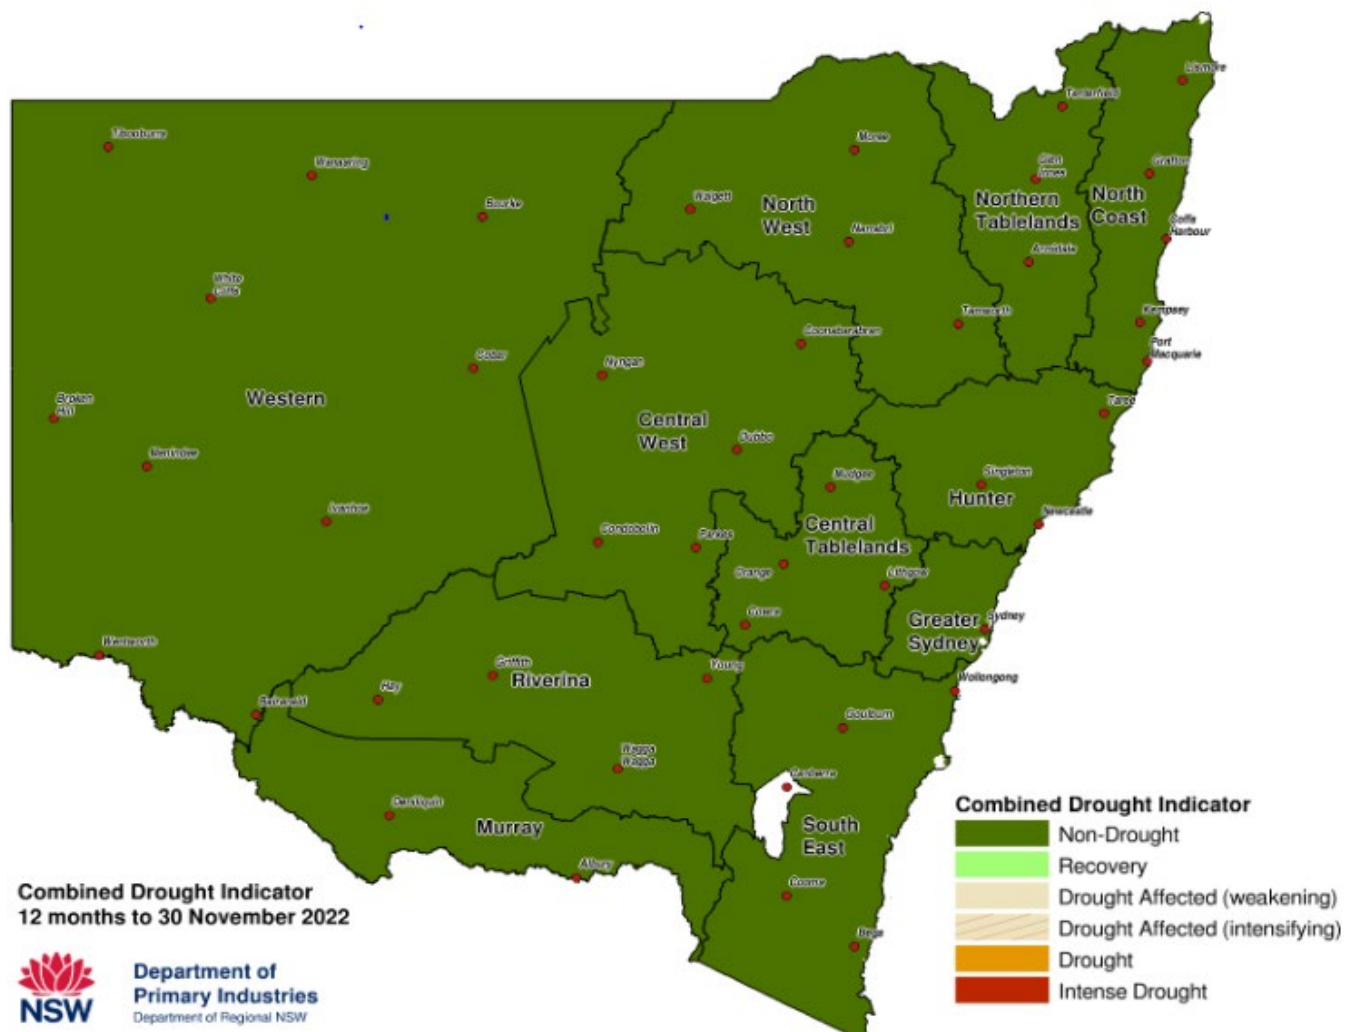 Lismore
Tenterfield
Tibooburra
Moree
Wanaaring
Grafton
Glen
Innes
Walgett
Bourke
North
West
Northern
Tablelands
North
Coast
Coffs
Harbour
Narrabri
Armidale
White
Cliffs
Kempsey
Tamworth
Coonabarabran
Port
Macquarie
Cobar
Nyngan
Broken
Hill
Western
Taree
Central
West
Dubbo
Menindee
Mudgee
Singleton
Hunter
Ivanhoe
Newcastle
Central
Tablelands
Condobolin
Parkes
Orange
Lithgow
Cowra
Greater
Sydney
Sydney
Wentworth
Griffith
Riverina
Young
Wollongong
Hay
Balranald
Goulburn
Wagga
Wagga
Canberra
Deniliquin
Murray
South
East
Albury
Cooma
Bega
Combined Drought Indicator
Non-Drought
Recovery
Drought Affected (weakening)
Drought Affected (intensifying)
Drought
Intense Drought
Combined Drought Indicator
12 months to 30 November 2022
NSW
Department of
Primary Industries
Department of Regional NSW